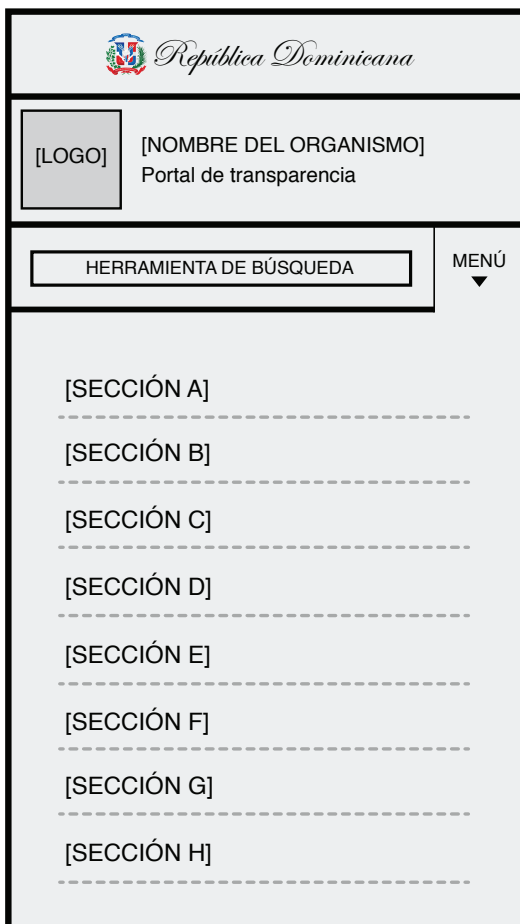 República Dominicana
[LOGO]
[NOMBRE DEL ORGANISMO]
Portal de transparencia
HERRAMIENTA DE BÚSQUEDA
MENÚ
[SECCIÓN A]
[SECCIÓN B]
[SECCIÓN C]
[SECCIÓN D]
[SECCIÓN E]
[SECCIÓN F]
[SECCIÓN G]
[SECCIÓN H]